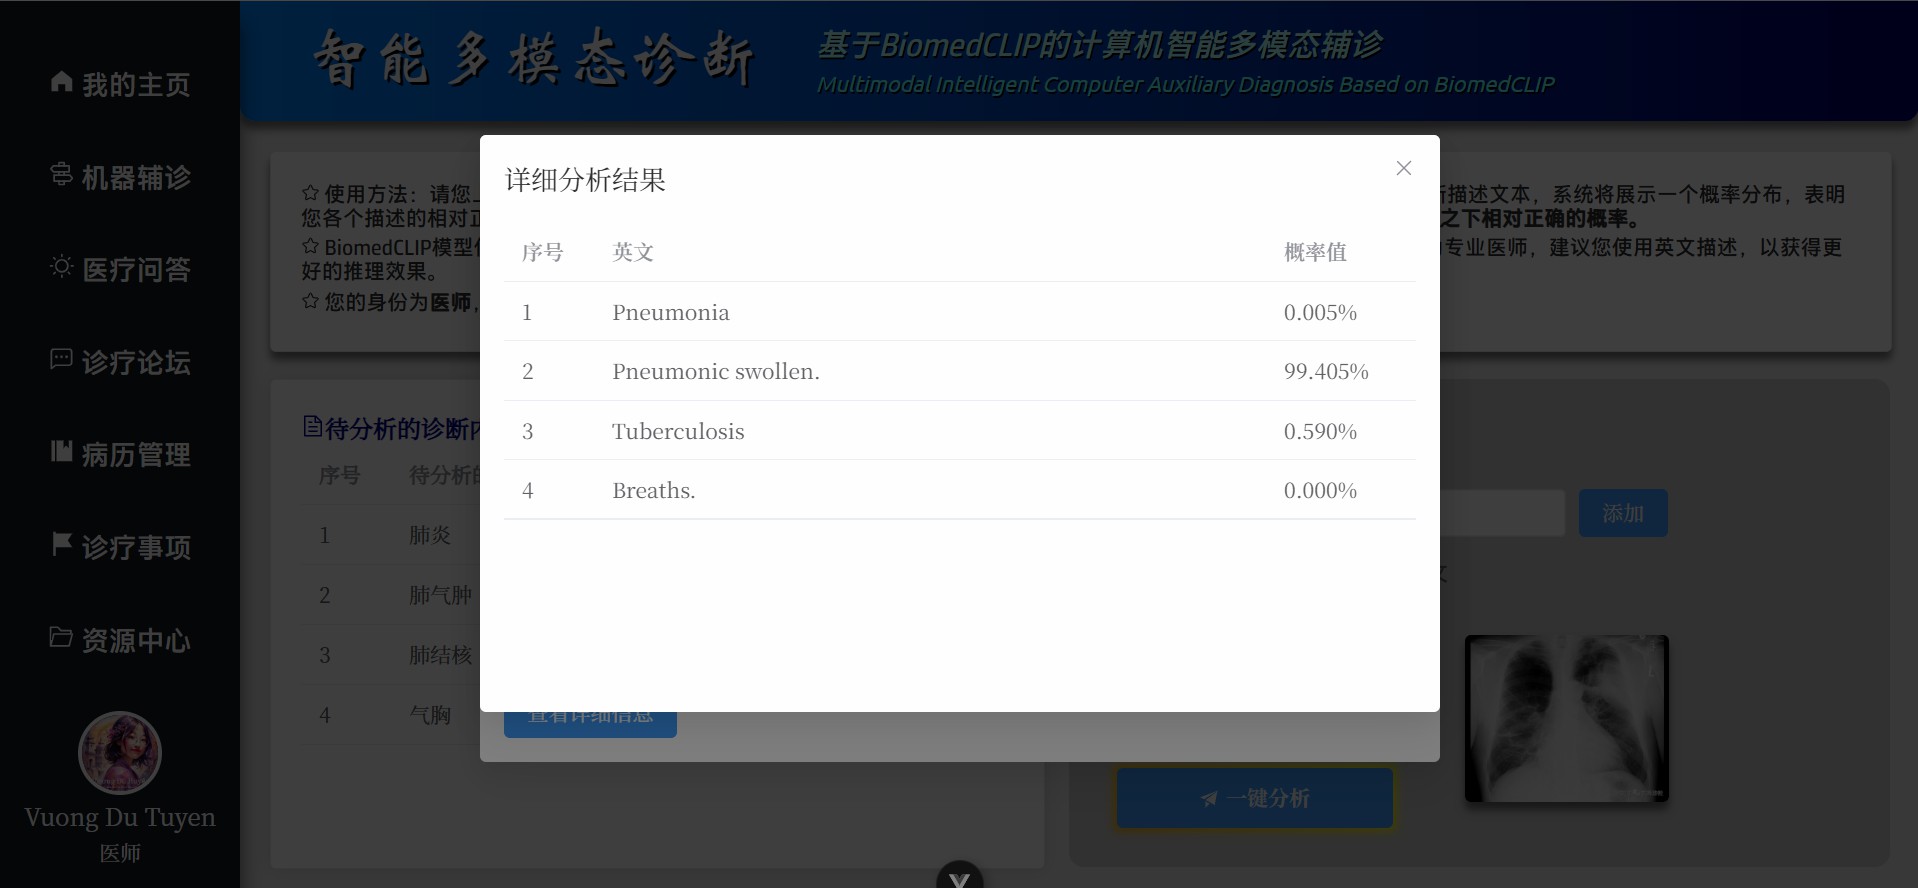 智能多模态诊断
基于BiomedCLIP的计算机智能多模态辅诊
Multimodal Intelligent Computer Auxiliary Diagnosis Based on BiomedCLIP
我的主页
机器辅诊
医疗问答
诊疗论坛
病历管理
诊疗事项
资源中心
Vuong Du Tuyen
医师
使用方法：请您
描述文本，系统将展示一个概率分布，表明
您各个描述的相对
之下相对正确的概率。
BiomedCLIP模型
专业医师，建议您使用英文描述，以获得更
好的推理效果。
您的身份为医师，
详细分析结果
序号 英文 概率值
1 Pneumonia 0.005%
2 Pneumonic swollen. 99.405%
3 Tuberculosis 0.590%
4 Breaths. 0.000%
待分析的诊断
序号 待分析
1 肺炎
2 肺气肿
3 肺结核
4 气胸
查看详细信息
添加
一键分析